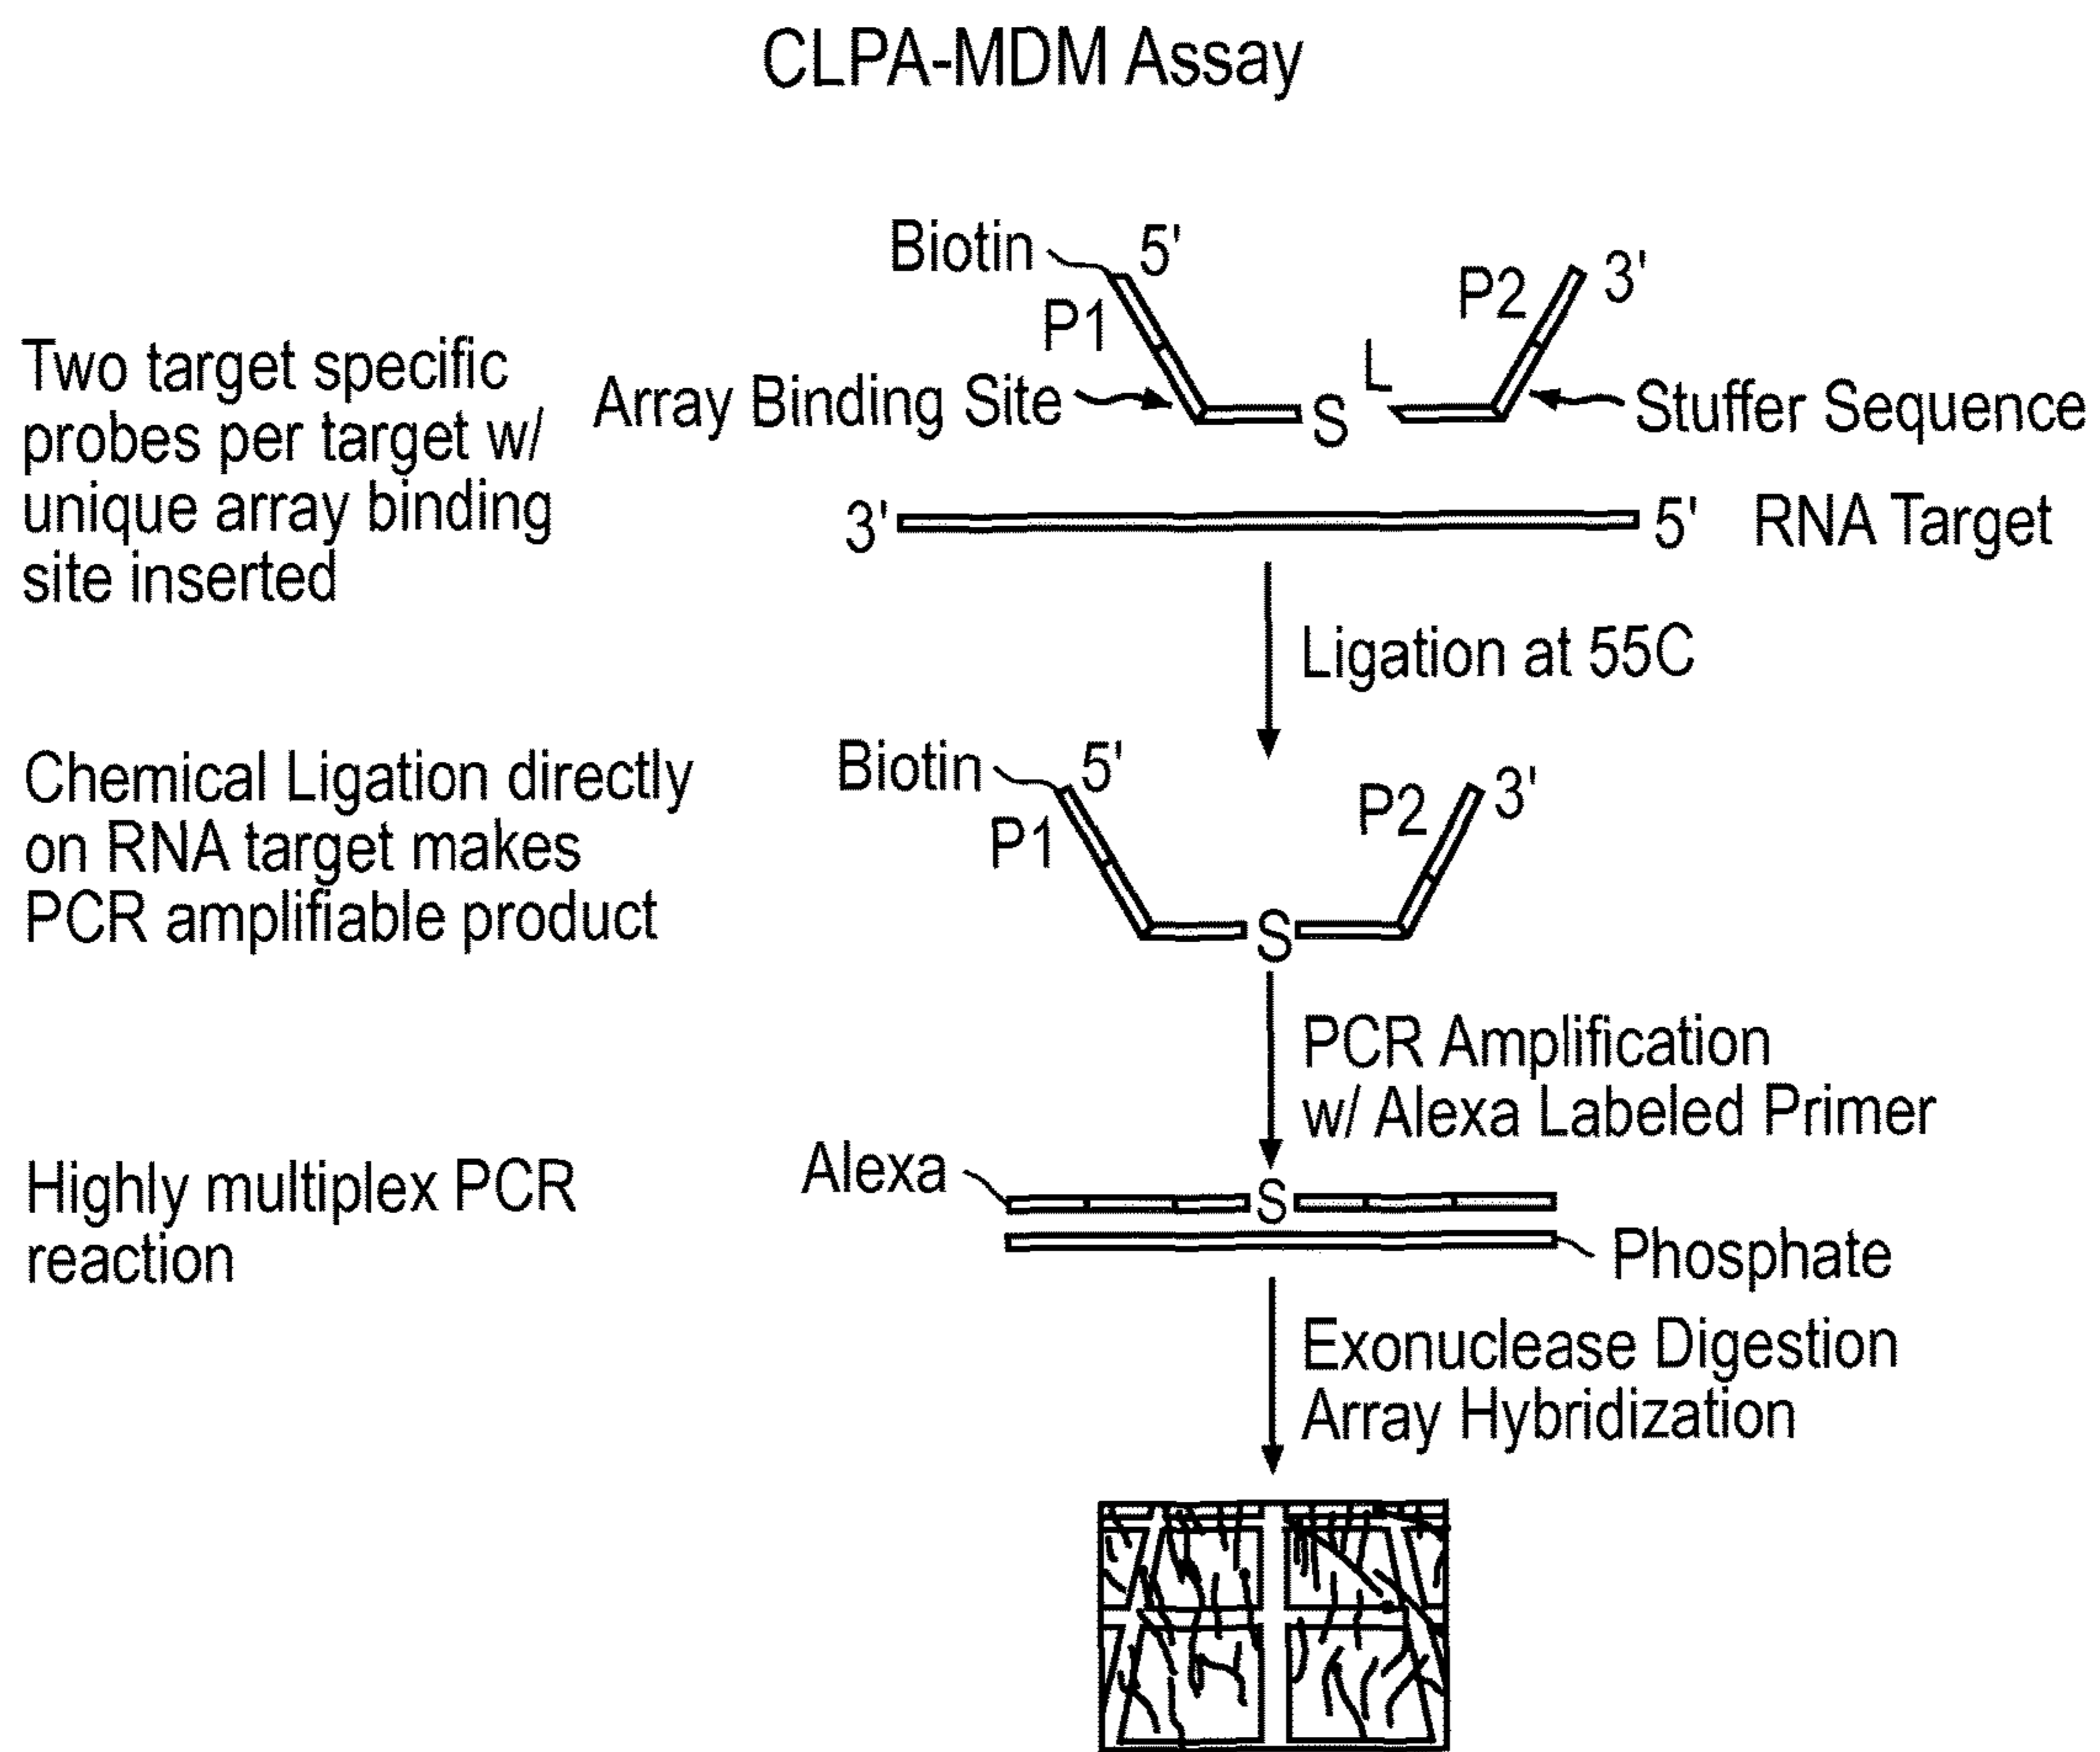 CLPA-MDM Assay
Biotin
5'
P1
P2
3'
Two target specific
probes per target w/
unique array binding
site inserted
Array Binding Site
S
L
Stuffer Sequence
3'
5'
RNA Target
Ligation at 55C
Chemical Ligation directly
on RNA target makes
PCR amplifiable product
Biotin
5'
P1
P2
3'
S
PCR Amplification
w/ Alexa Labeled Primer
Highly multiplex PCR
reaction
Alexa
S
Phosphate
Exonuclease Digestion
Array Hybridization